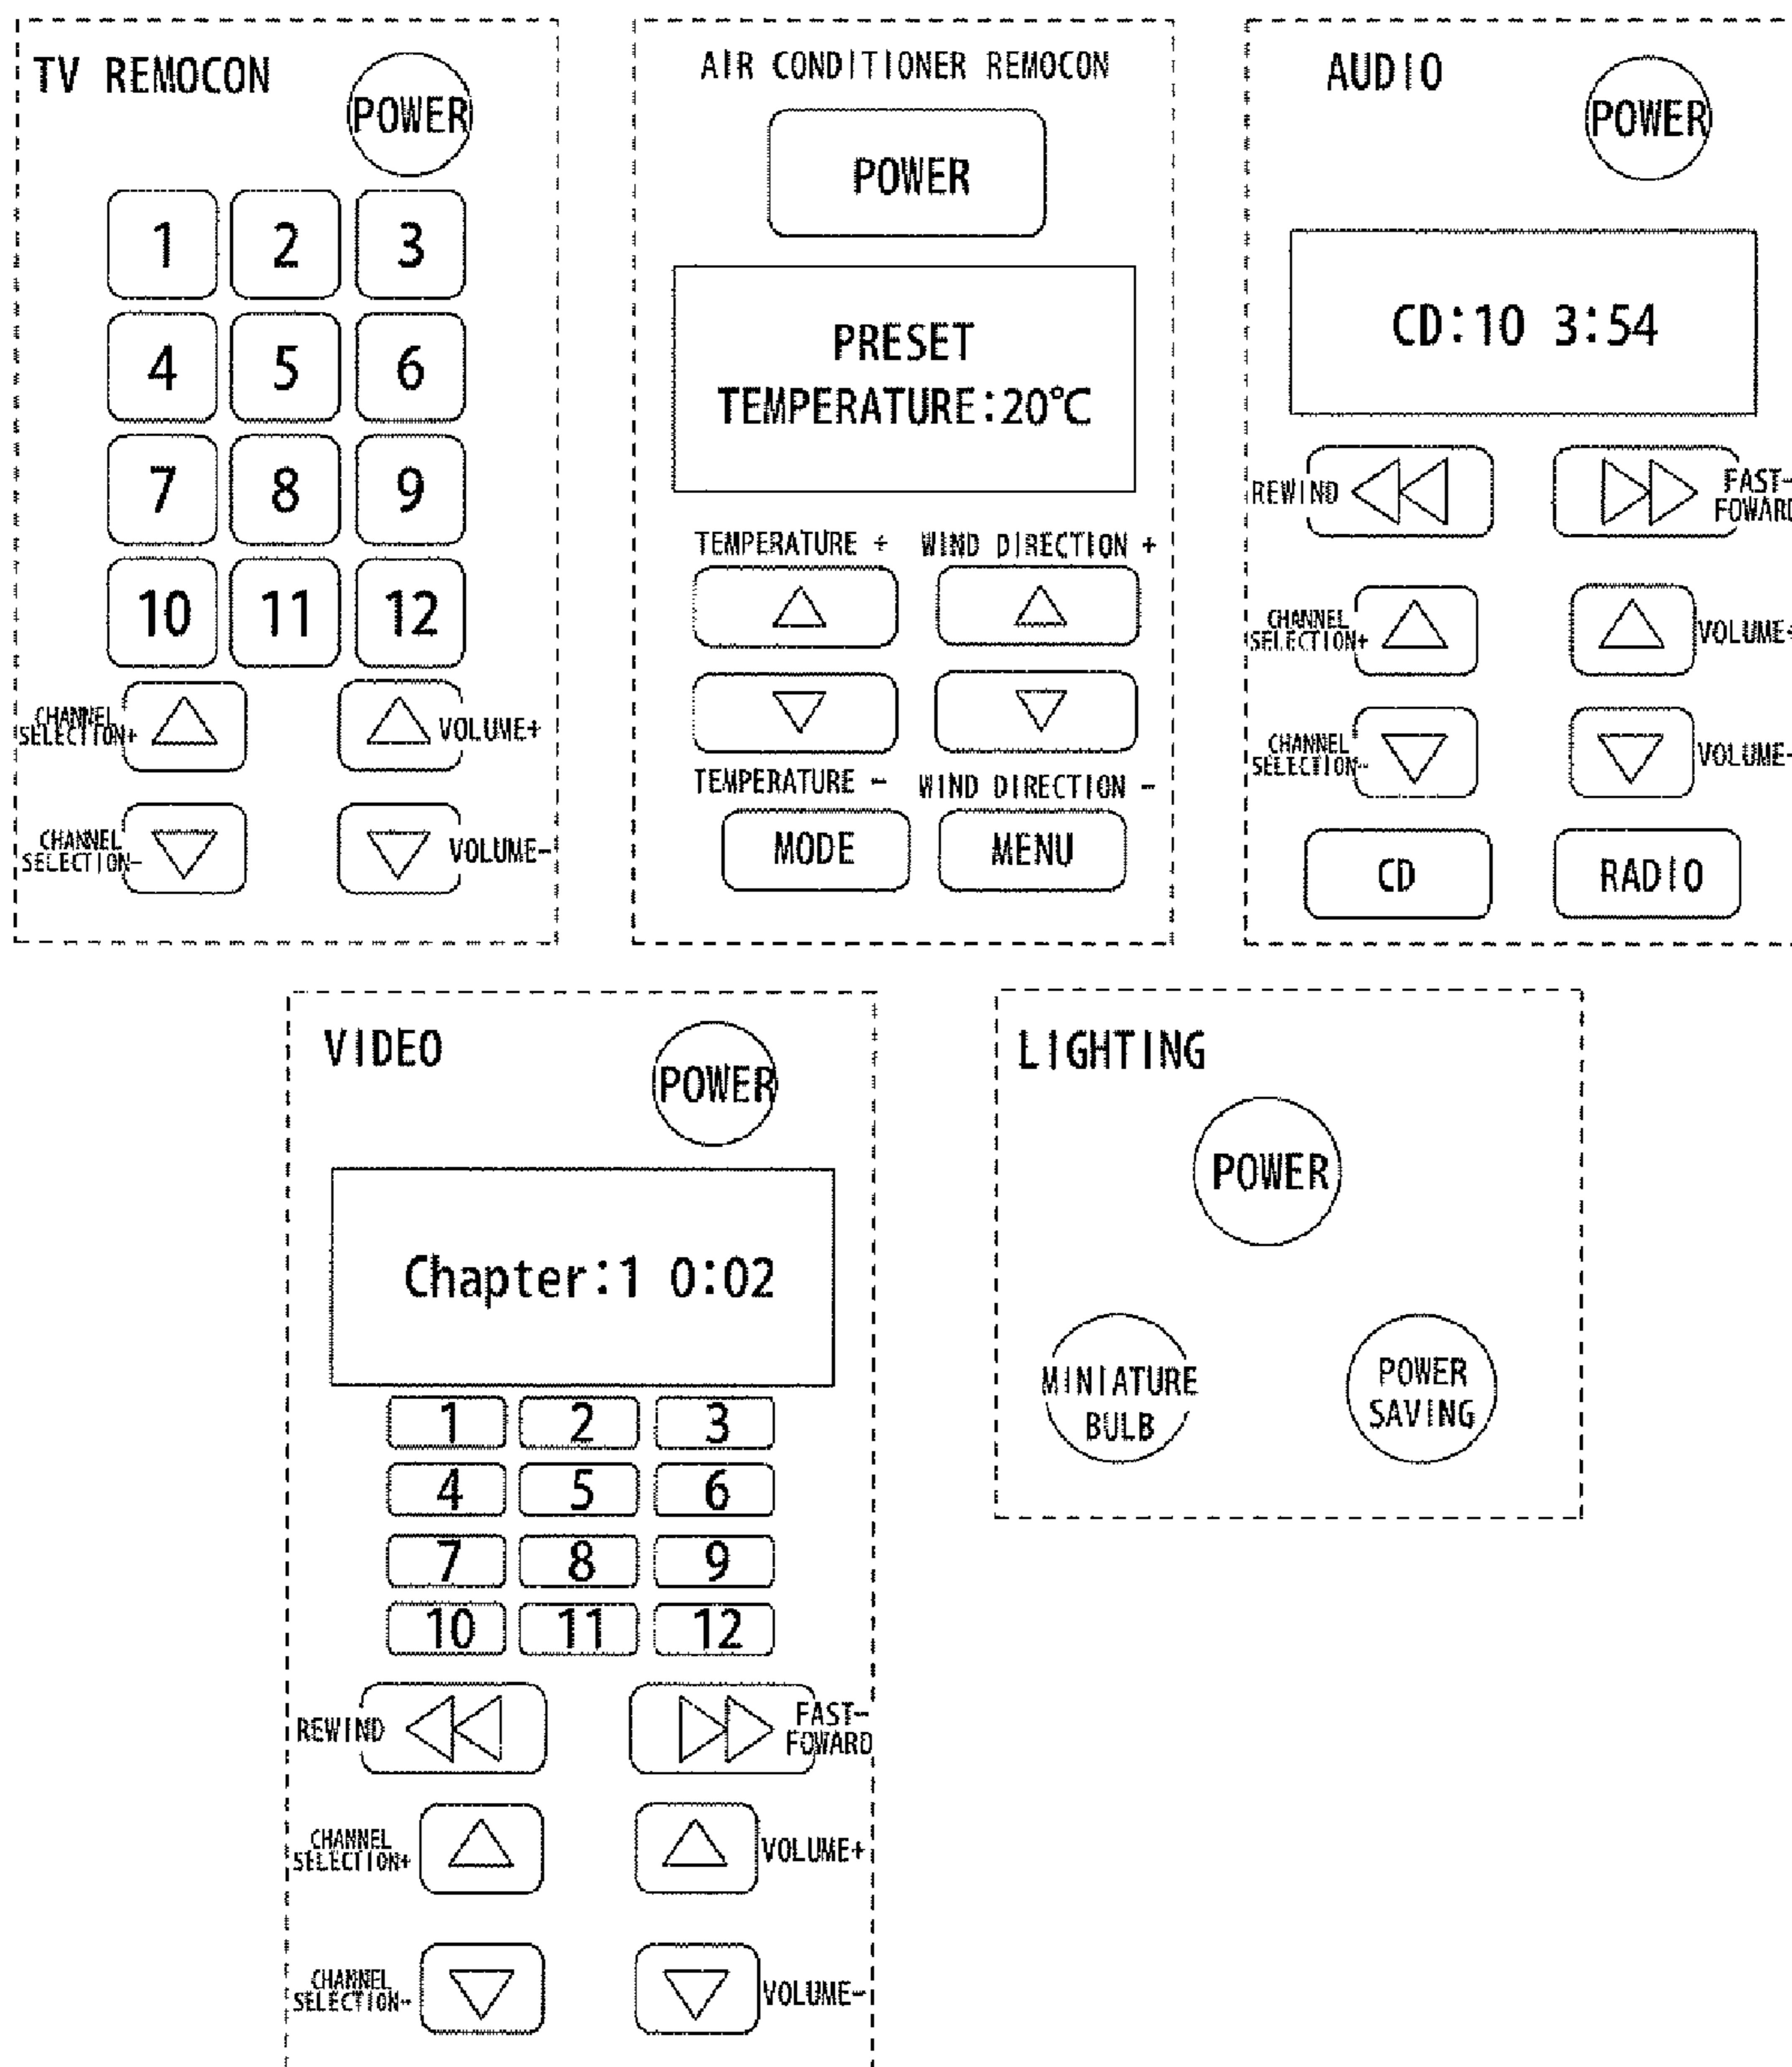 TV REMOCON
POWER
1 2 3
4 5 6
7 8 9
10 11 12
CHANNEL
SELECTION+
VOLUME+
CHANNEL
SELECTION-
VOLUME-
AIR CONDITIONER REMOCON
POWER
PRESET
TEMPERATURE:20℃
TEMPERATURE + WIND DIRECTION +
TEMPERATURE - WIND DIRECTION -
MODE MENU
AUDIO
POWER
CD:10 3:54
REWIND
FAST-
FOWARD
CHANNEL
SELECTION+
VOLUME+
CHANNEL
SELECTION-
VOLUME-
CD RADIO
VIDEO
POWER
Chapter:1 0:02
1 2 3
4 5 6
7 8 9
10 11 12
REWIND
FAST-
FOWARD
CHANNEL
SELECTION+
VOLUME+
CHANNEL
SELECTION-
VOLUME-
LIGHTING
POWER
MINIATURE
BULB
POWER
SAVING